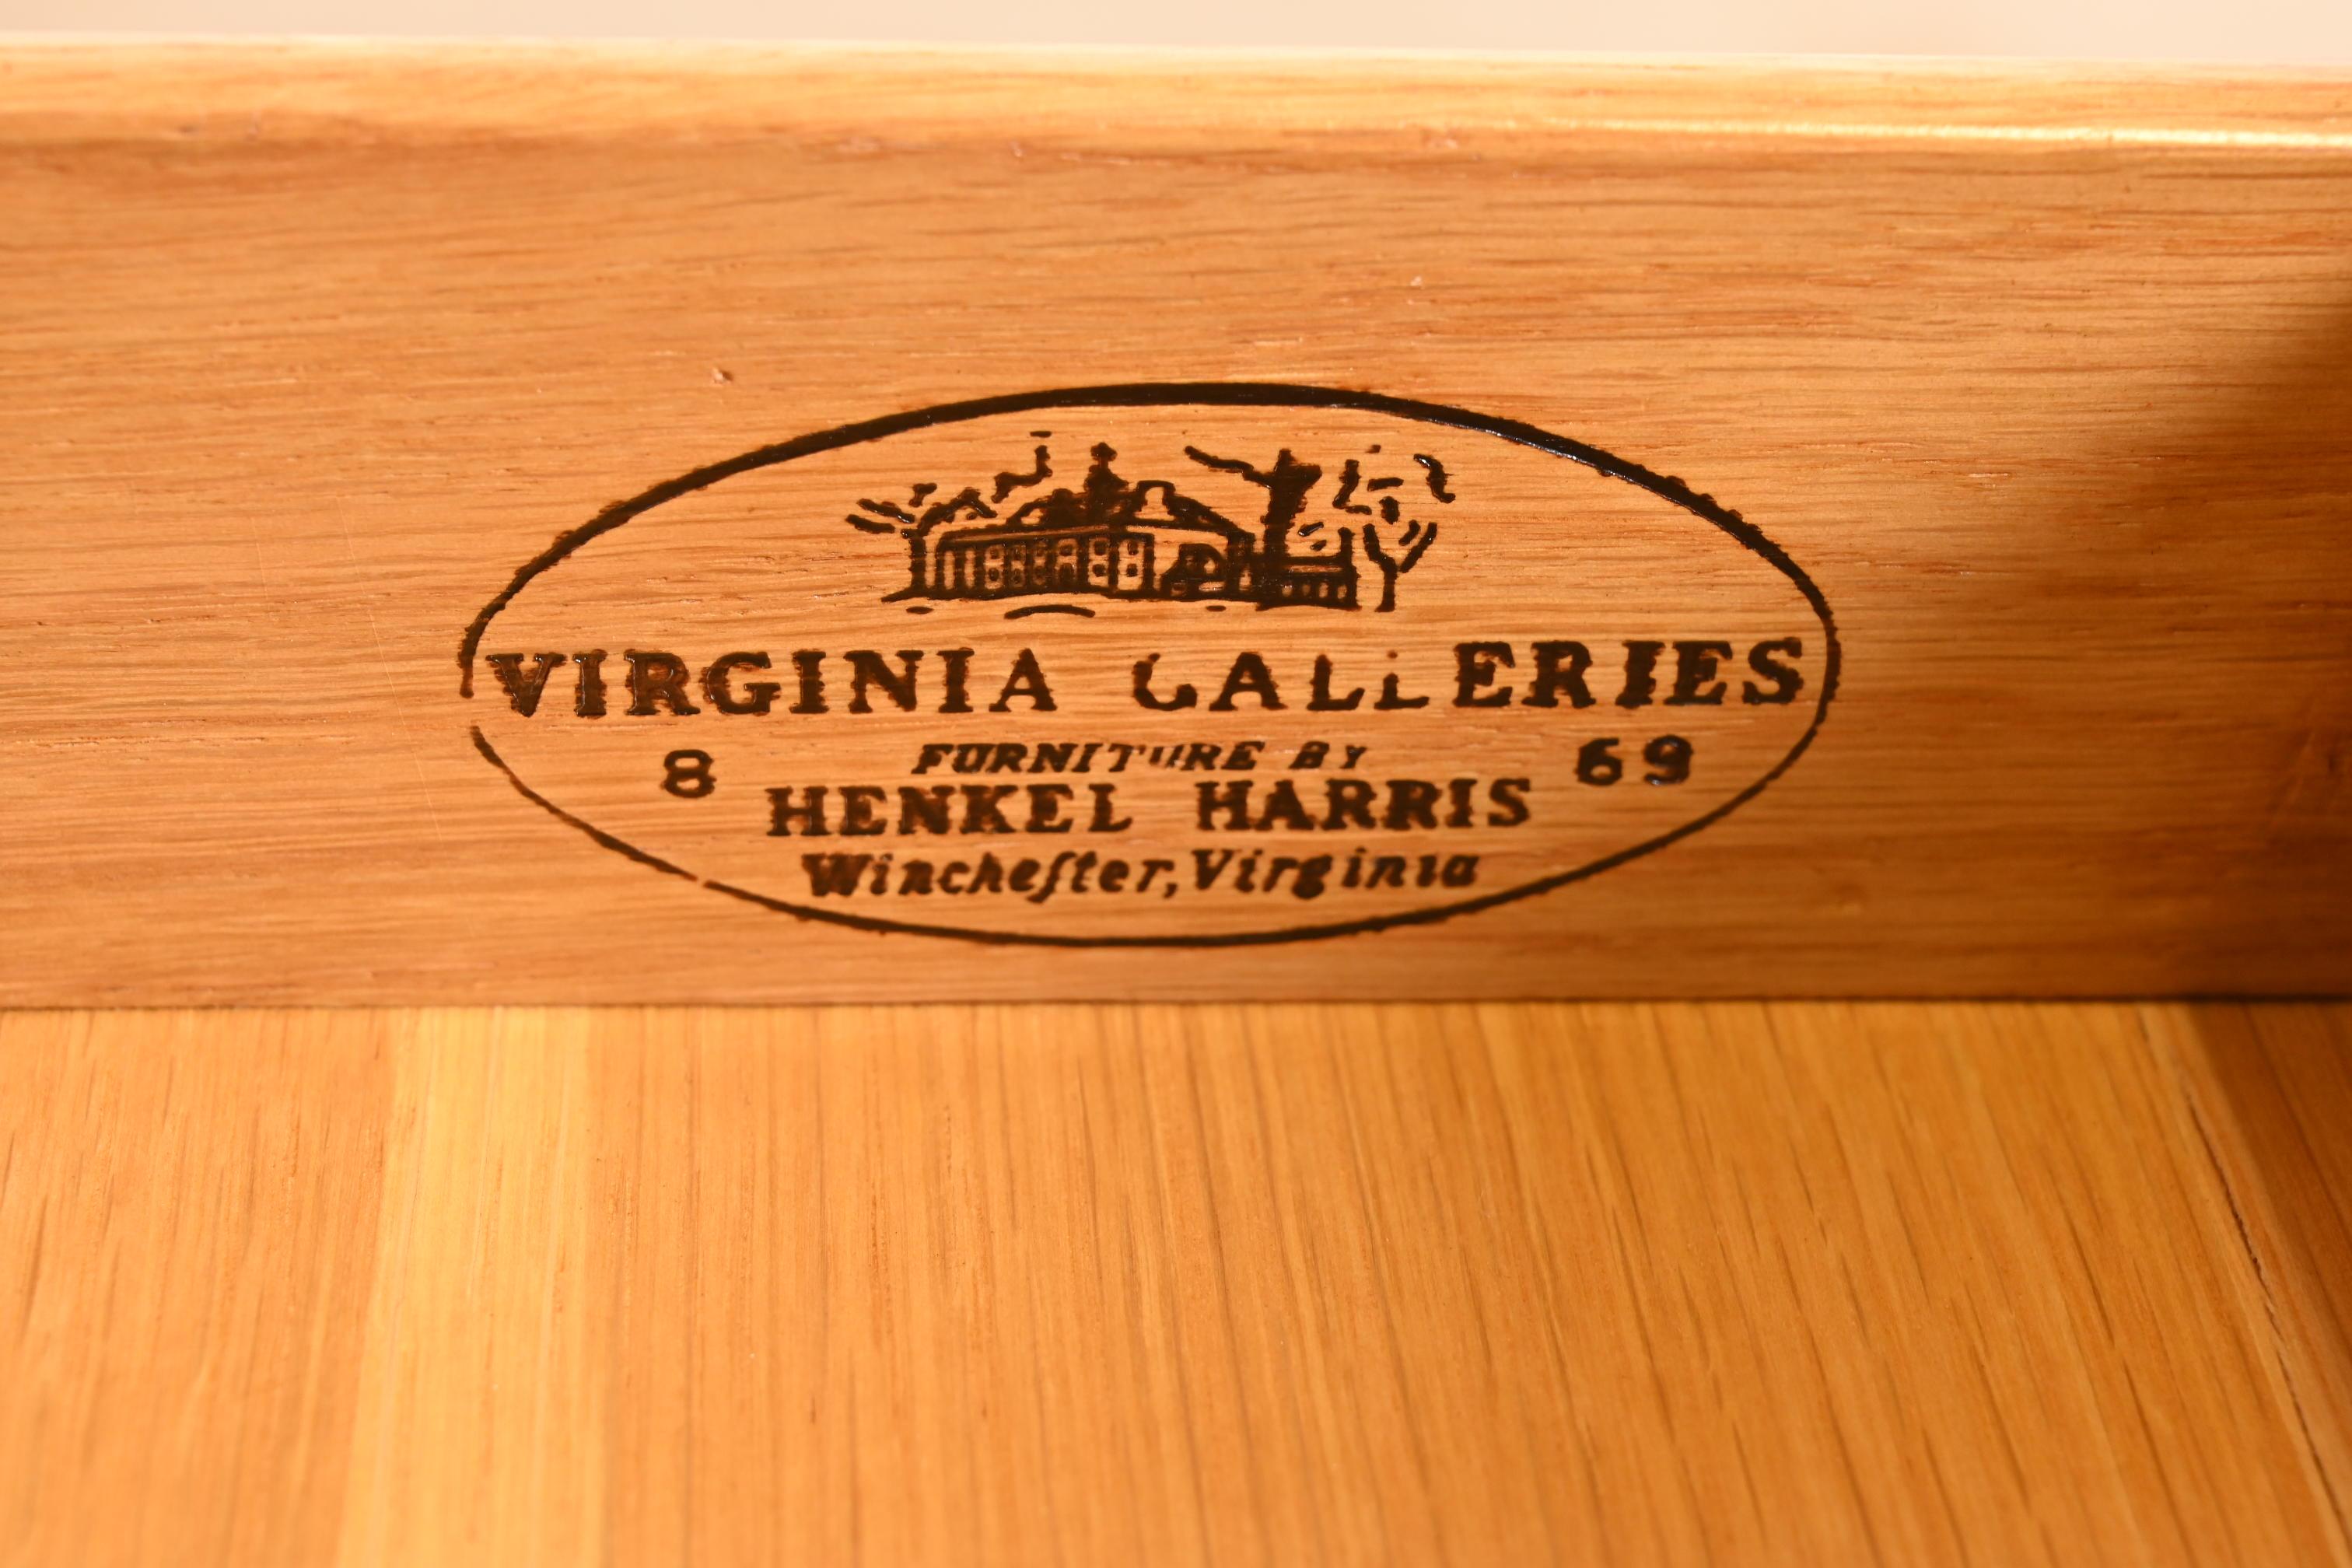 VIRGINIA GALLERIES
8 FURNITURE BY 69
HENKEL HARRIS
Wincheſter, Virginia